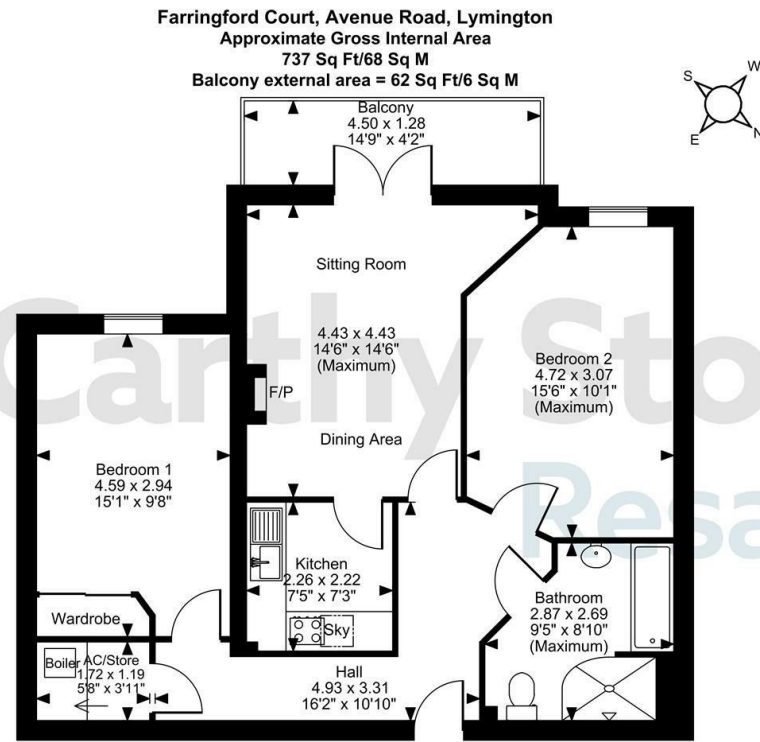 Farringford Court, Avenue Road, Lymington
Approximate Gross Internal Area
737 Sq Ft/68 Sq M
Balcony external area = 62 Sq Ft/6 Sq M
S
W
E
N
Balcony
4.50 x 1.28
14'9" x 4'2"
Sitting Room
4.43 x 4.43
14'6" x 14'6"
(Maximum)
F/P
Dining Area
Bedroom 2
4.72 x 3.07
15'6" x 10'1"
(Maximum)
Bedroom 1
4.59 x 2.94
15'1" x 9'8"
Wardrobe
Kitchen
2.26 x 2.22
7'5" x 7'3"
Sky
Bathroom
2.87 x 2.69
9'5" x 8'10"
(Maximum)
Boiler
AC/Store
1.72 x 1.19
5'8" x 3'11"
Hall
4.93 x 3.31
16'2" x 10'10"
Carthy Sto
Resa